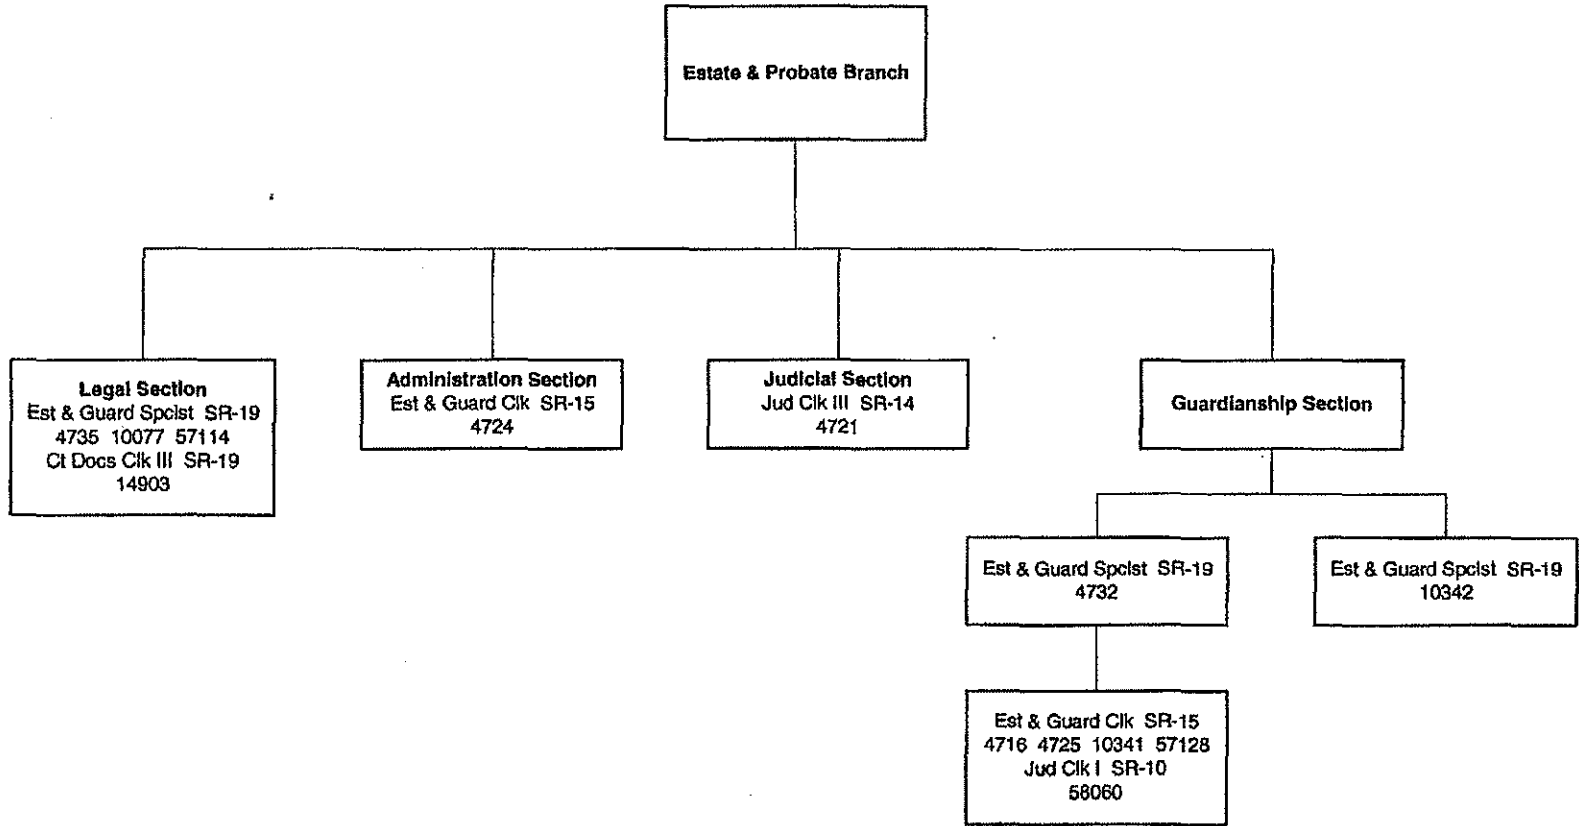 Estate & Probate Branch
Legal Section
Est & Guard Spclst SR-19
4735 10077 57114
Ct Docs Clk III SR-19
14903
Administration Section
Est & Guard Clk SR-15
4724
Judicial Section
Jud Clk III SR-14
4721
Guardianship Section
Est & Guard Spclst SR-19
4732
Est & Guard Spclst SR-19
10342
Est & Guard Clk SR-15
4716 4725 10341 57128
Jud Clk I SR-10
58060